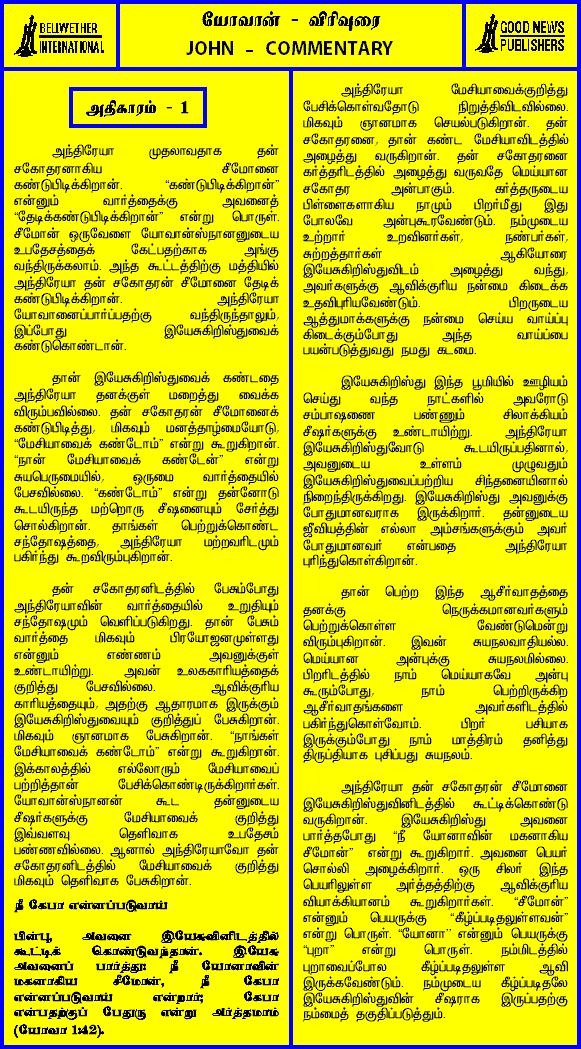 BELWETHER
INTERNATIONAL
யோவான் - விரிவுரை
JOHN - COMMENTARY
GOOD NEWS
PUBLISHERS
அதிகாரம் - 1
அந்திரேயா முதலாவதாக தன்
சகோதரனாகிய சீமோனை
கண்டுபிடிக்கிறான். “கண்டுபிடிக்கிறான்”
என்னும் வார்த்தைக்கு அவனைத்
“தேடிக்கண்டுபிடிக்கிறான்” என்று பொருள்.
சீமோன் ஒருவேளை யோவான்ஸ்நானனுடைய
உபதேசத்தைக் கேட்பதற்காக அங்கு
வந்திருக்கலாம். அந்த கூட்டத்திற்கு மத்தியில்
அந்திரேயா தன் சகோதரன் சீமோனை தேடிக்
கண்டுபிடிக்கிறான். அந்திரேயா
யோவானைப்பார்ப்பதற்கு வந்திருந்தாலும்,
இப்போது இயேசுகிறிஸ்துவைக்
கண்டுகொண்டான்.
தான் இயேசுகிறிஸ்துவைக் கண்டதை
அந்திரேயா தனக்குள் மறைத்து வைக்க
விரும்பவில்லை. தன் சகோதரன் சீமோனைக்
கண்டுபிடித்து, மிகவும் மனத்தாழ்மையோடு,
“மேசியாவைக் கண்டோம்” என்று கூறுகிறான்.
“நான் மேசியாவைக் கண்டேன்” என்று
சுயபெருமையில், ஒருமை வார்த்தையில்
பேசவில்லை. “கண்டோம்” என்று தன்னோடு
கூடயிருந்த மற்றொரு சீஷனையும் சேர்த்து
சொல்கிறான். தாங்கள் பெற்றுக்கொண்ட
சந்தோஷத்தை, அந்திரேயா மற்றவரிடமும்
பகிர்ந்து கூறவிரும்புகிறான்.
தன் சகோதரனிடத்தில் பேசும்போது
அந்திரேயாவின் வார்த்தையில் உறுதியும்
சந்தோஷமும் வெளிப்படுகிறது. தான் பேசும்
வார்த்தை மிகவும் பிரயோஜனமுள்ளது
என்னும் எண்ணம் அவனுக்குள்
உண்டாயிற்று. அவன் உலககாரியத்தைக்
குறித்து பேசவில்லை. ஆவிக்குரிய
காரியத்தையும், அதற்கு ஆதாரமாக இருக்கும்
இயேசுகிறிஸ்துவையும் குறித்துப் பேசுகிறான்.
மிகவும் ஞானமாக பேசுகிறான். “நாங்கள்
மேசியாவைக் கண்டோம்” என்று கூறுகிறான்.
இக்காலத்தில் எல்லோரும் மேசியாவைப்
பற்றித்தான் பேசிக்கொண்டிருக்கிறார்கள்.
யோவான்ஸ்நானன் கூட தன்னுடைய
சீஷர்களுக்கு மேசியாவைக் குறித்து
இவ்வளவு தெளிவாக உபதேசம்
பண்ணவில்லை. ஆனால் அந்திரேயாவோ தன்
சகோதரனிடத்தில் மேசியாவைக் குறித்து
மிகவும் தெளிவாக பேசுகிறான்.
நீ கேபா என்னப்படுவாய்
பின்பு, அவனை இயேசுவினிடத்தில்
கூட்டிக் கொண்டுவந்தான். இயேசு
அவனைப் பார்த்து: நீ யோனாவின்
மகனாகிய சீமோன், நீ கேபா
என்னப்படுவாய் என்றார்; கேபா
என்பதற்குப் பேதுரு என்று அர்த்தமாம்
(யோவா 1:42).
அந்திரேயா மேசியாவைக்குறித்து
பேசிக்கொள்வதோடு நிறுத்திவிடவில்லை.
மிகவும் ஞானமாக செயல்படுகிறான். தன்
சகோதரனை, தான் கண்ட மேசியாவிடத்தில்
அழைத்து வருகிறான். தன் சகோதரனை
கர்த்தரிடத்தில் அழைத்து வருவதே மெய்யான
சகோதர அன்பாகும். கர்த்தருடைய
பிள்ளைகளாகிய நாமும் பிறர்மீது இது
போலவே அன்புகூரவேண்டும். நம்முடைய
உற்றார் உறவினர்கள், நண்பர்கள்,
சுற்றத்தார்கள் ஆகியோரை
இயேசுகிறிஸ்துவிடம் அழைத்து வந்து,
அவர்களுக்கு ஆவிக்குரிய நன்மை கிடைக்க
உதவிபுரியவேண்டும். பிறருடைய
ஆத்துமாக்களுக்கு நன்மை செய்ய வாய்ப்பு
கிடைக்கும்போது அந்த வாய்ப்பை
பயன்படுத்துவது நமது கடமை.
இயேசுகிறிஸ்து இந்த பூமியில் ஊழியம்
செய்து வந்த நாட்களில் அவரோடு
சம்பாஷணை பண்ணும் சிலாக்கியம்
சீஷர்களுக்கு உண்டாயிற்று. அந்திரேயா
இயேசுகிறிஸ்துவோடு கூடயிருப்பதினால்,
அவனுடைய உள்ளம் முழுவதும்
இயேசுகிறிஸ்துவைப்பற்றிய சிந்தனையினால்
நிறைந்திருக்கிறது. இயேசுகிறிஸ்து அவனுக்கு
போதுமானவராக இருக்கிறார். தன்னுடைய
ஜீவியத்தின் எல்லா அம்சங்களுக்கும் அவர்
போதுமானவர் என்பதை அந்திரேயா
புரிந்துகொள்கிறான்.
தான் பெற்ற இந்த ஆசீர்வாதத்தை
தனக்கு நெருக்கமானவர்களும்
பெற்றுக்கொள்ள வேண்டுமென்று
விரும்புகிறான். இவன் சுயநலவாதியல்ல.
மெய்யான அன்புக்கு சுயநலமில்லை.
பிறரிடத்தில் நாம் மெய்யாகவே அன்பு
கூரும்போது, நாம் பெற்றிருக்கிற
ஆசீர்வாதங்களை அவர்களிடத்தில்
பகிர்ந்துகொள்வோம். பிறர் பசியாக
இருக்கும்போது நாம் மாத்திரம் தனித்து
திருப்தியாக புசிப்பது சுயநலம்.
அந்திரேயா தன் சகோதரன் சீமோனை
இயேசுகிறிஸ்துவினிடத்தில் கூட்டிக்கொண்டு
வருகிறான். இயேசுகிறிஸ்து அவனை
பார்த்தபோது “நீ யோனாவின் மகனாகிய
சீமோன்” என்று கூறுகிறார். அவனை பெயர்
சொல்லி அழைக்கிறார். ஒரு சிலர் இந்த
பெயரிலுள்ள அர்த்தத்திற்கு ஆவிக்குரிய
வியாக்கியானம் கூறுகிறார்கள். “சீமோன்”
என்னும் பெயருக்கு “கீழ்ப்படிதலுள்ளவன்”
என்று பொருள். “யோனா” என்னும் பெயருக்கு
“புறா” என்று பொருள். நம்மிடத்தில்
புறாவைப்போல கீழ்ப்படிதலுள்ள ஆவி
இருக்கவேண்டும். நம்முடைய கீழ்ப்படிதலே
இயேசுகிறிஸ்துவின் சீஷராக இருப்பதற்கு
நம்மைத் தகுதிப்படுத்தும்.